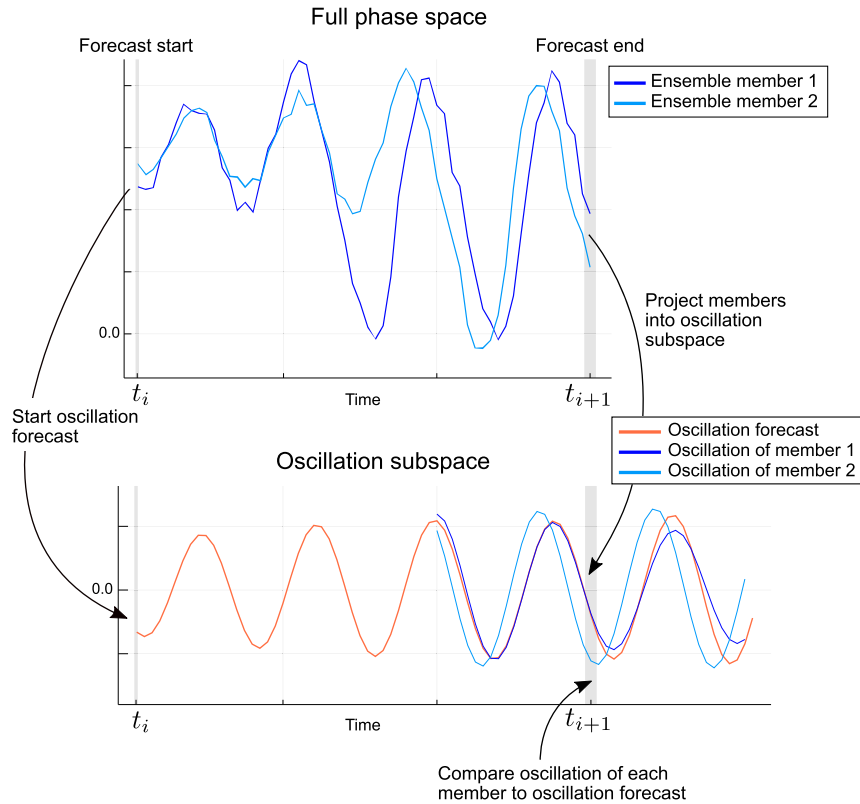 Full phase space
Forecast start
Forecast end
Ensemble member 1
Ensemble member 2
0.0
Project members
into oscillation
subspace
t_i
Time
t_{i+1}
Start oscillation
forecast
Oscillation forecast
Oscillation of member 1
Oscillation of member 2
Oscillation subspace
0.0
t_i
Time
t_{i+1}
Compare oscillation of each
member to oscillation forecast